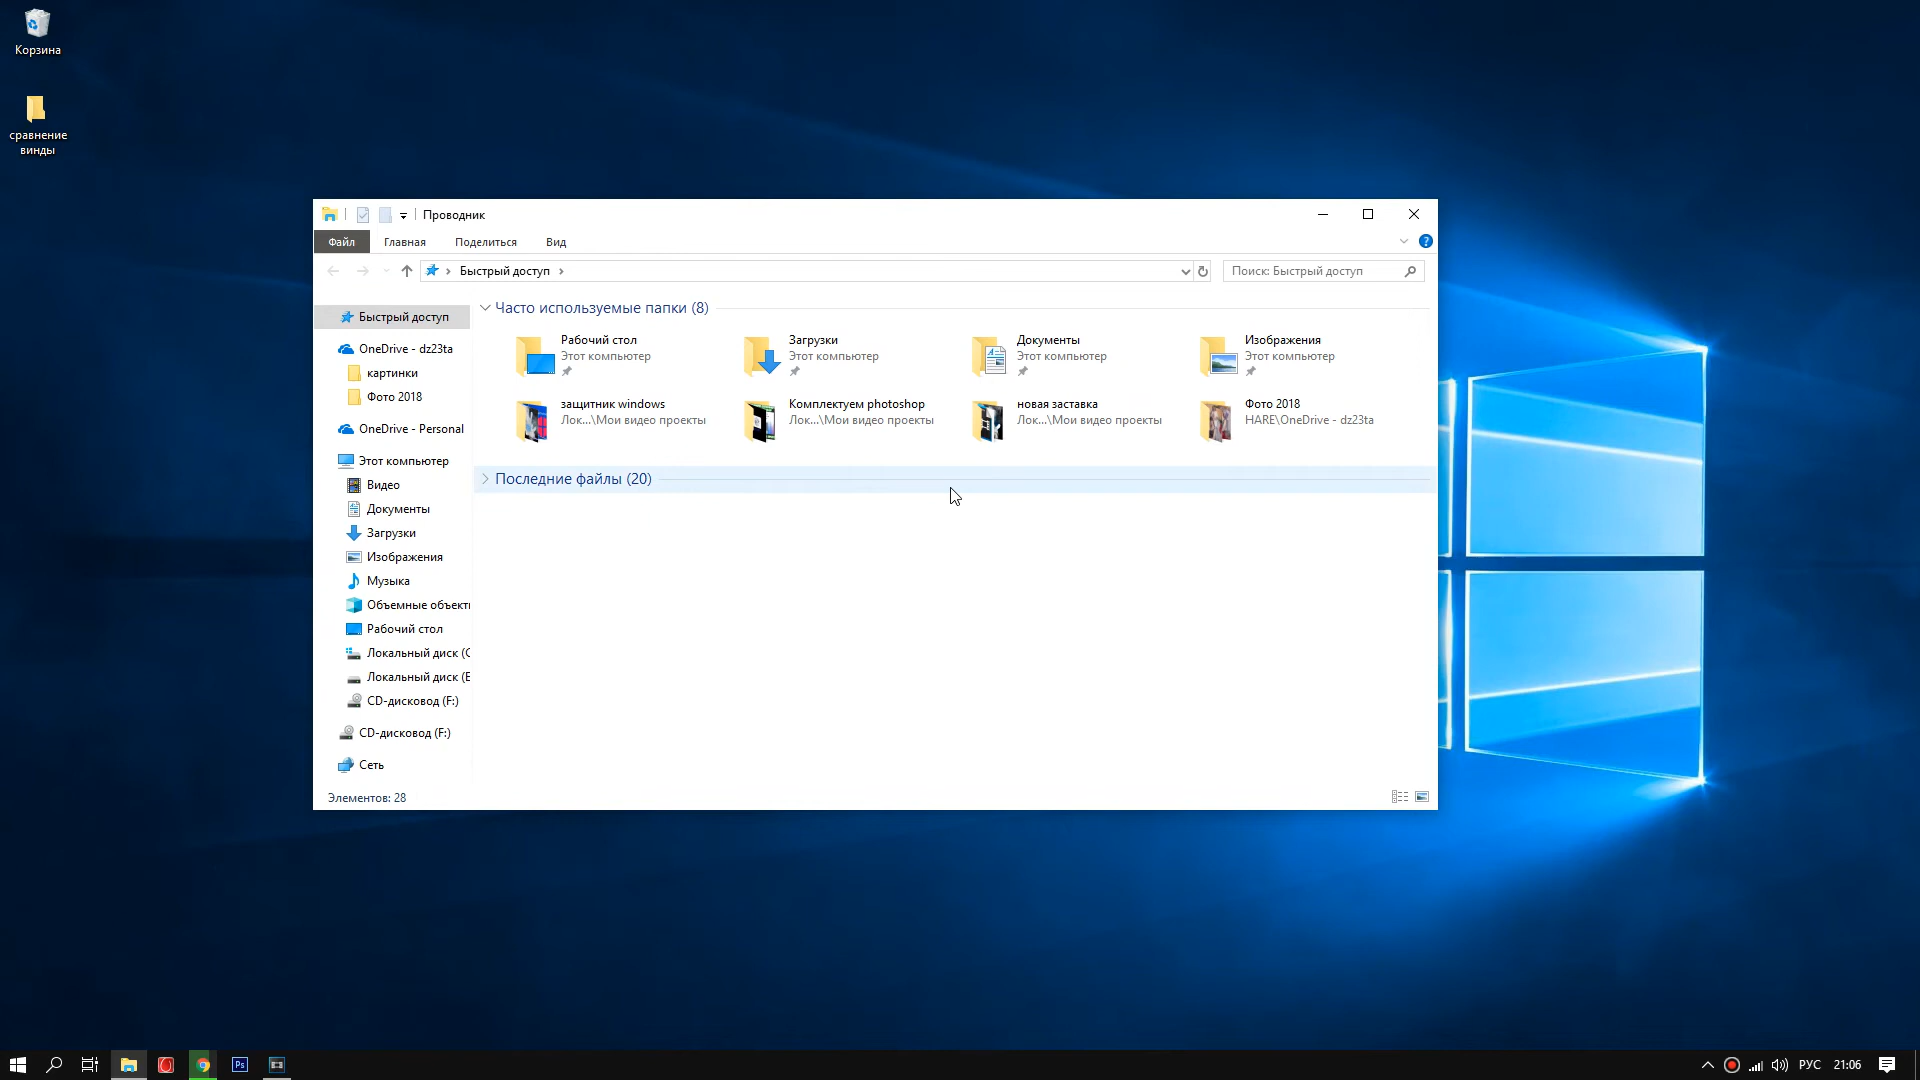 Корзина
сравнение
винды
Проводник
Файл
Главная
Поделиться
Вид
?
Быстрый доступ
Поиск: Быстрый доступ
Быстрый доступ
OneDrive - dz23ta
картинки
Фото 2018
OneDrive - Personal
Этот компьютер
Видео
Документы
Загрузки
Изображения
Музыка
Объемные объект
Рабочий стол
Локальный диск (C
Локальный диск (E
CD-дисковод (F:)
CD-дисковод (F:)
Сеть
Часто используемые папки (8)
Рабочий стол
Этот компьютер
Загрузки
Этот компьютер
Документы
Этот компьютер
Изображения
Этот компьютер
защитник windows
Лок...\Мои видео проекты
Комплектуем photoshop
Лок...\Мои видео проекты
новая заставка
Лок...\Мои видео проекты
Фото 2018
HARE\OneDrive - dz23ta
Последние файлы (20)
Элементов: 28
Ps
РУС
21:06